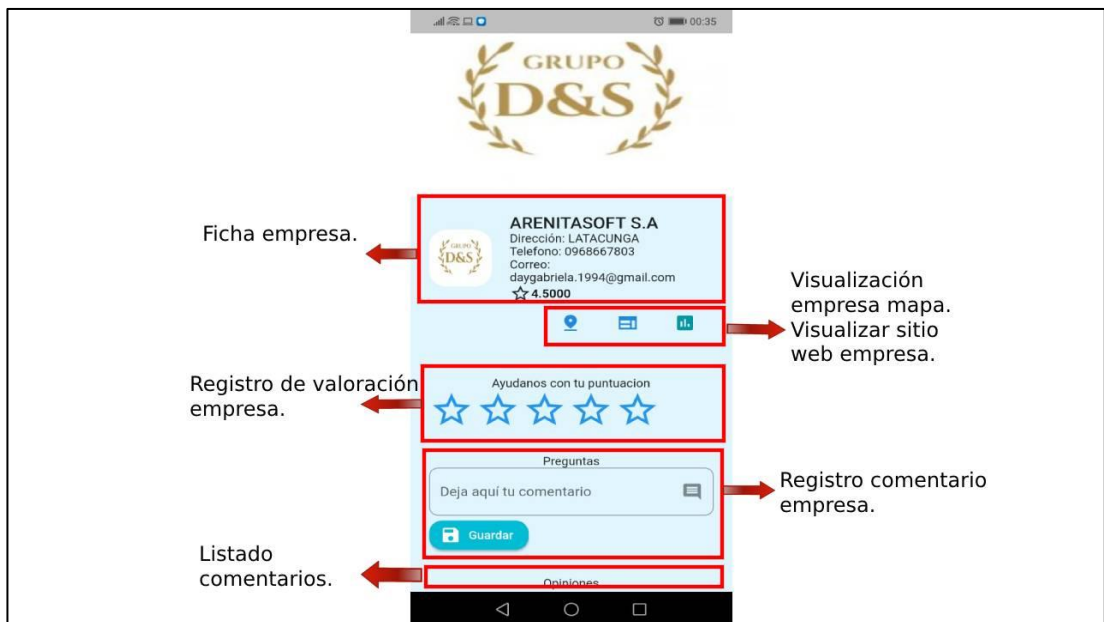 00:35
GRUPO
D&S
Ficha empresa.
GRUPO
D&S
ARENITASOFT S.A
Dirección: LATACUNGA
Telefono: 0968667803
Correo:
daygabriela.1994@gmail.com
4.5000
Visualización
empresa mapa.
Visualizar sitio
web empresa.
Registro de valoración
empresa.
Ayudanos con tu puntuacion
Preguntas
Deja aquí tu comentario
Guardar
Registro comentario
empresa.
Listado
comentarios.
Opiniones